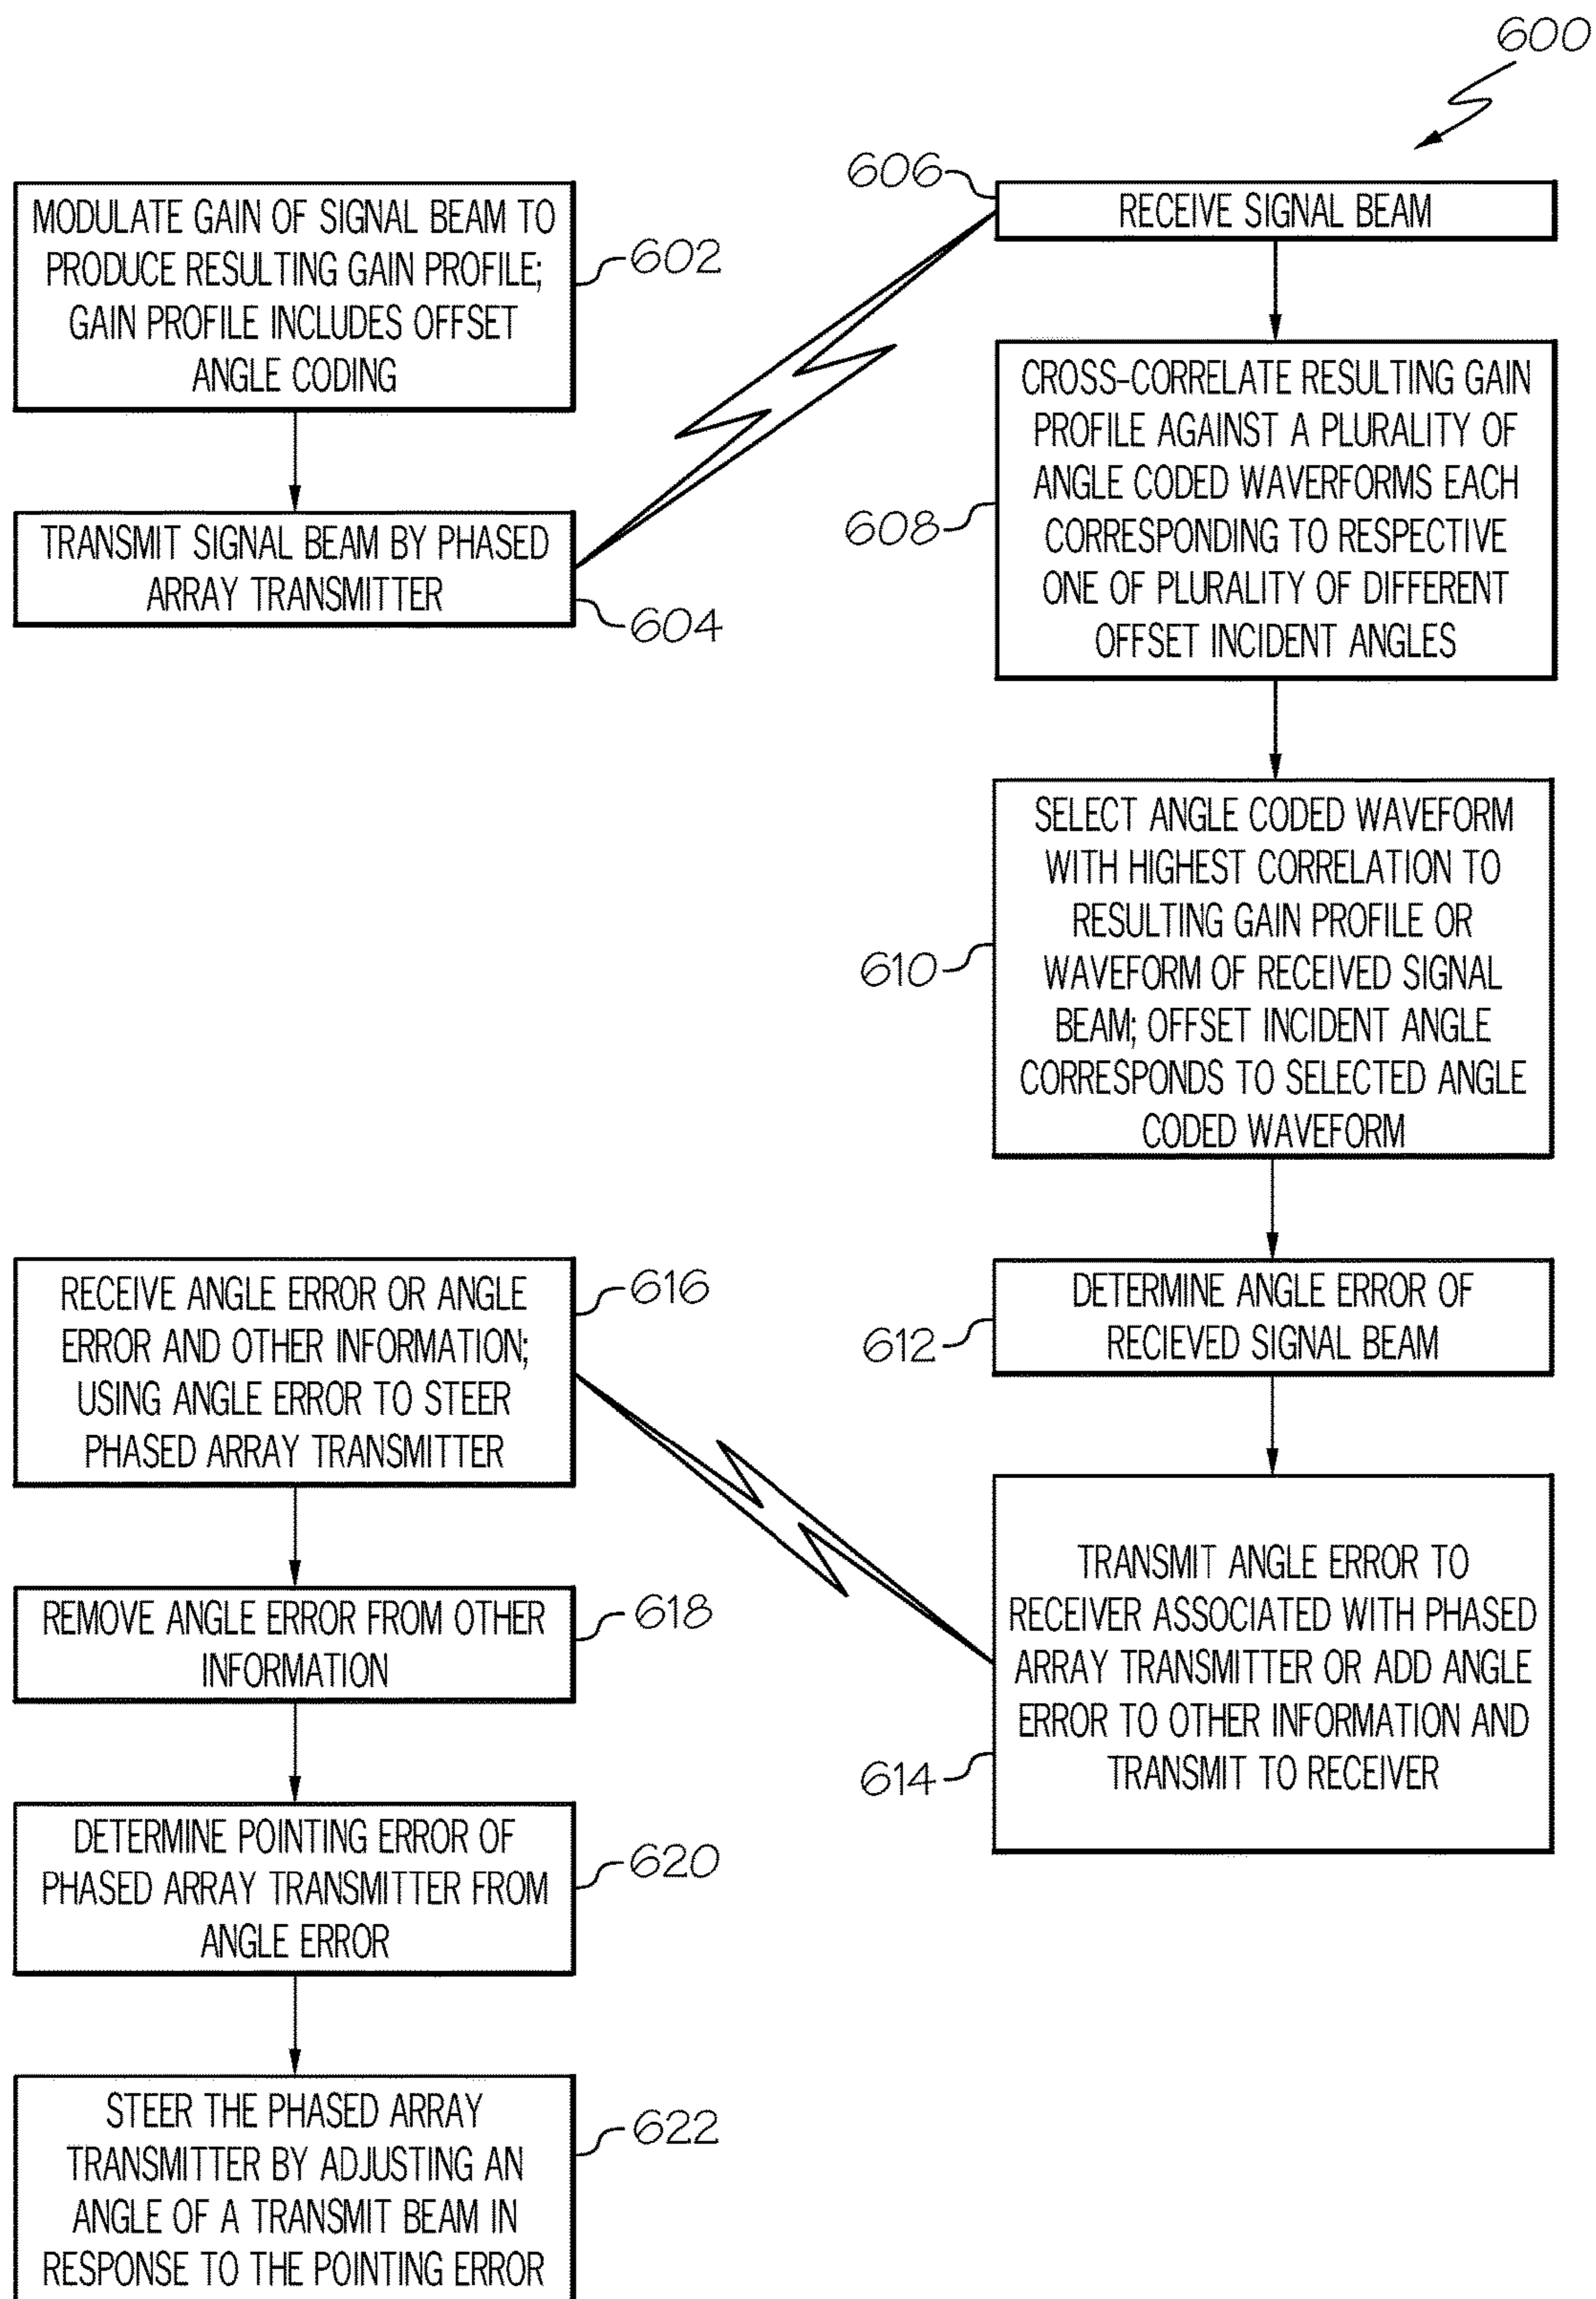 600
MODULATE GAIN OF SIGNAL BEAM TO
PRODUCE RESULTING GAIN PROFILE;
GAIN PROFILE INCLUDES OFFSET
ANGLE CODING
602
TRANSMIT SIGNAL BEAM BY PHASED
ARRAY TRANSMITTER
604
606
RECEIVE SIGNAL BEAM
CROSS-CORRELATE RESULTING GAIN
PROFILE AGAINST A PLURALITY OF
ANGLE CODED WAVERFORMS EACH
CORRESPONDING TO RESPECTIVE
ONE OF PLURALITY OF DIFFERENT
OFFSET INCIDENT ANGLES
608
SELECT ANGLE CODED WAVEFORM
WITH HIGHEST CORRELATION TO
RESULTING GAIN PROFILE OR
WAVEFORM OF RECEIVED SIGNAL
BEAM; OFFSET INCIDENT ANGLE
CORRESPONDS TO SELECTED ANGLE
CODED WAVEFORM
610
DETERMINE ANGLE ERROR OF
RECIEVED SIGNAL BEAM
612
TRANSMIT ANGLE ERROR TO
RECEIVER ASSOCIATED WITH PHASED
ARRAY TRANSMITTER OR ADD ANGLE
ERROR TO OTHER INFORMATION AND
TRANSMIT TO RECEIVER
614
RECEIVE ANGLE ERROR OR ANGLE
ERROR AND OTHER INFORMATION;
USING ANGLE ERROR TO STEER
PHASED ARRAY TRANSMITTER
616
REMOVE ANGLE ERROR FROM OTHER
INFORMATION
618
DETERMINE POINTING ERROR OF
PHASED ARRAY TRANSMITTER FROM
ANGLE ERROR
620
STEER THE PHASED ARRAY
TRANSMITTER BY ADJUSTING AN
ANGLE OF A TRANSMIT BEAM IN
RESPONSE TO THE POINTING ERROR
622